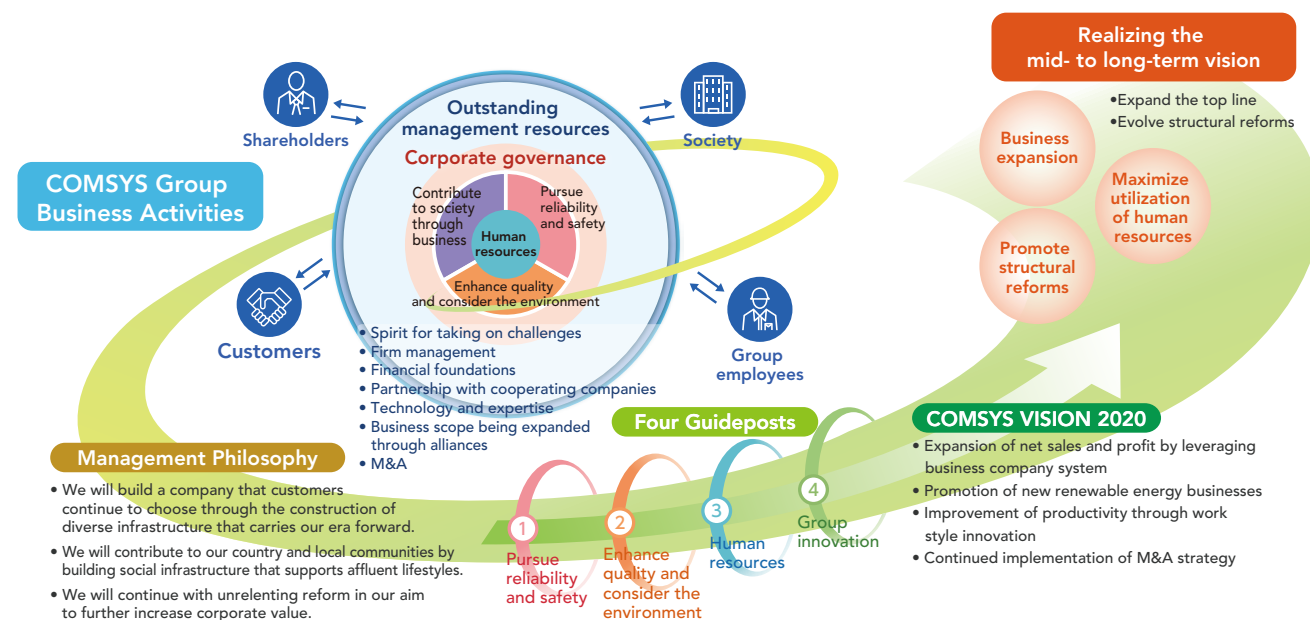 COMSYS Group
Business Activities
Shareholders
Society
Customers
Group
employees
Outstanding
management resources
Corporate governance
Contribute
to society
through
business
Pursue
reliability
and safety
Human
resources
Enhance quality
and consider the environment
• Spirit for taking on challenges
• Firm management
• Financial foundations
• Partnership with cooperating companies
• Technology and expertise
• Business scope being expanded
through alliances
• M&A
Management Philosophy
• We will build a company that customers
continue to choose through the construction of
diverse infrastructure that carries our era forward.
• We will contribute to our country and local communities by
building social infrastructure that supports affluent lifestyles.
• We will continue with unrelenting reform in our aim
to further increase corporate value.
Four Guideposts
1
Pursue
reliability
and safety
2
Enhance
quality and
consider the
environment
3
Human
resources
4
Group
innovation
COMSYS VISION 2020
• Expansion of net sales and profit by leveraging
business company system
• Promotion of new renewable energy businesses
• Improvement of productivity through work
style innovation
• Continued implementation of M&A strategy
Realizing the
mid- to long-term vision
•Expand the top line
•Evolve structural reforms
Business
expansion
Maximize
utilization
of human
resources
Promote
structural
reforms